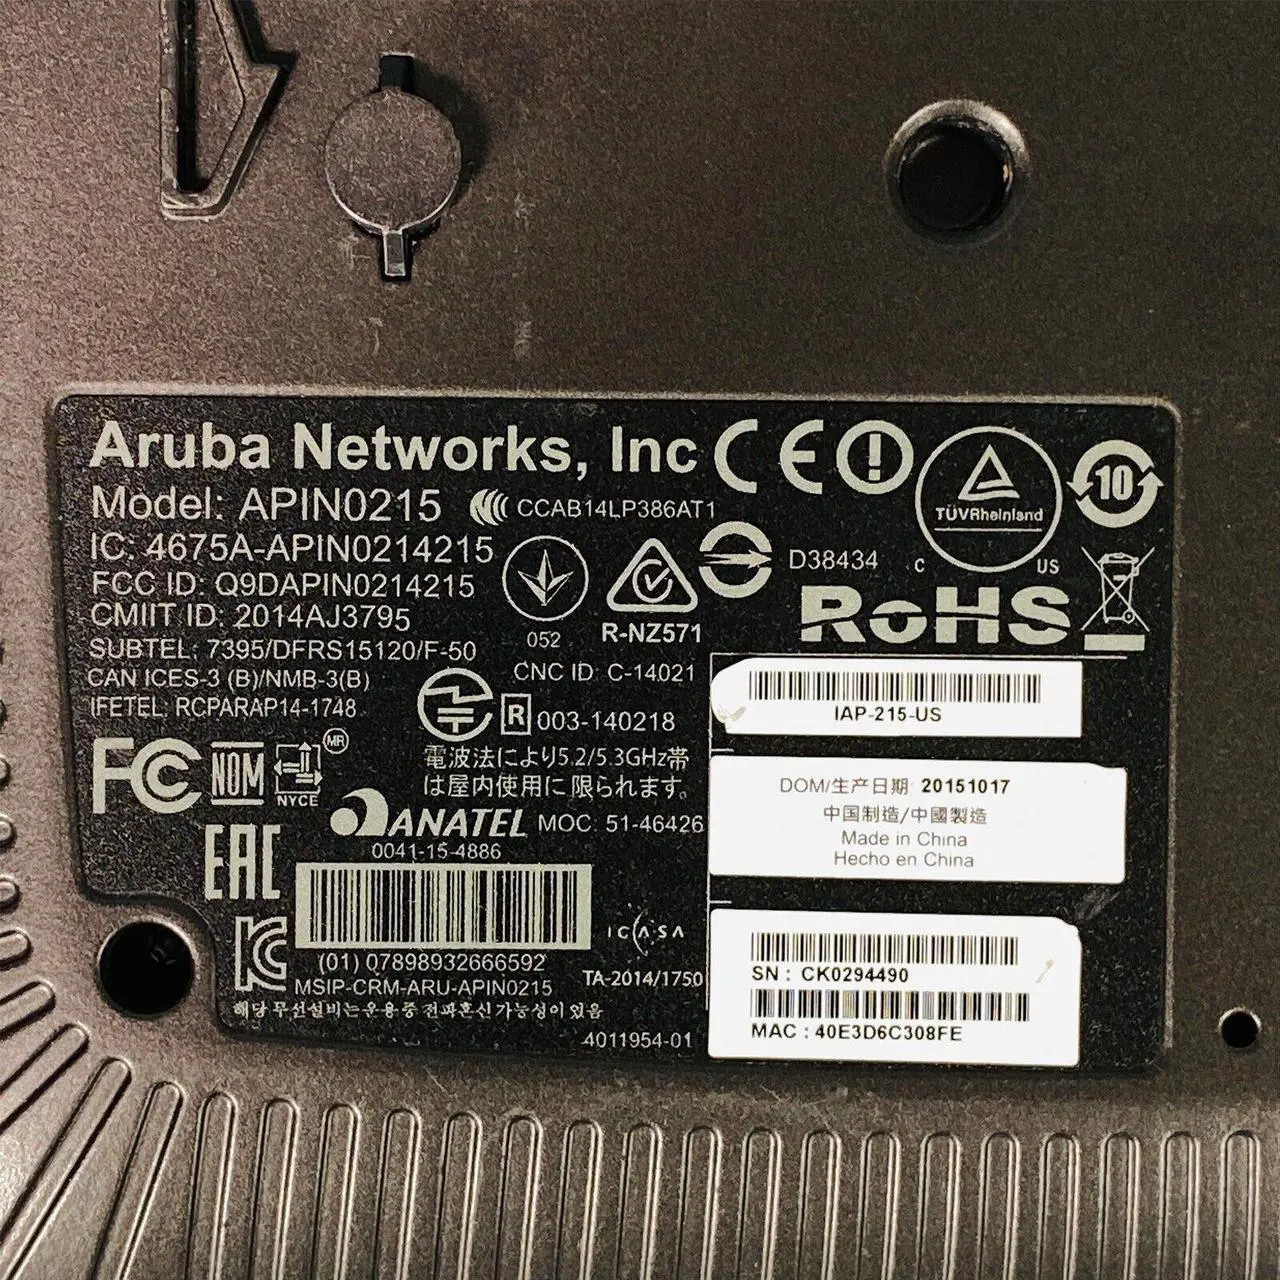 Aruba Networks, Inc
Model: APIN0215
CCAB14LP386AT1
IC: 4675A-APIN0214215
FCC ID: Q9DAPIN0214215
CMIIT ID: 2014AJ3795
SUBTEL: 7395/DFRS15120/F-50
CAN ICES-3 (B)/NMB-3(B)
IFETEL: RCPARAP14-1748
052
R-NZ571
D38434
10
TÜVRheinland
C US
RoHS
CNC ID: C-14021
R 003-140218
電波法により5.2/5.3GHz帯
は屋内使用に限られます。
FC
NOM
NYCE
MR
ANATEL
MOC: 51-46426
0041-15-4886
EAC
(01) 07898932666592
ICASA
TA-2014/1750
MSIP-CRM-ARU-APIN0215
해당 무선설비는 운용 중 전파혼신 가능성이 있음
4011954-01
IAP-215-US
DOM/生产日期: 20151017
中国制造/中國製造
Made in China
Hecho en China
SN : CK0294490
MAC : 40E3D6C308FE